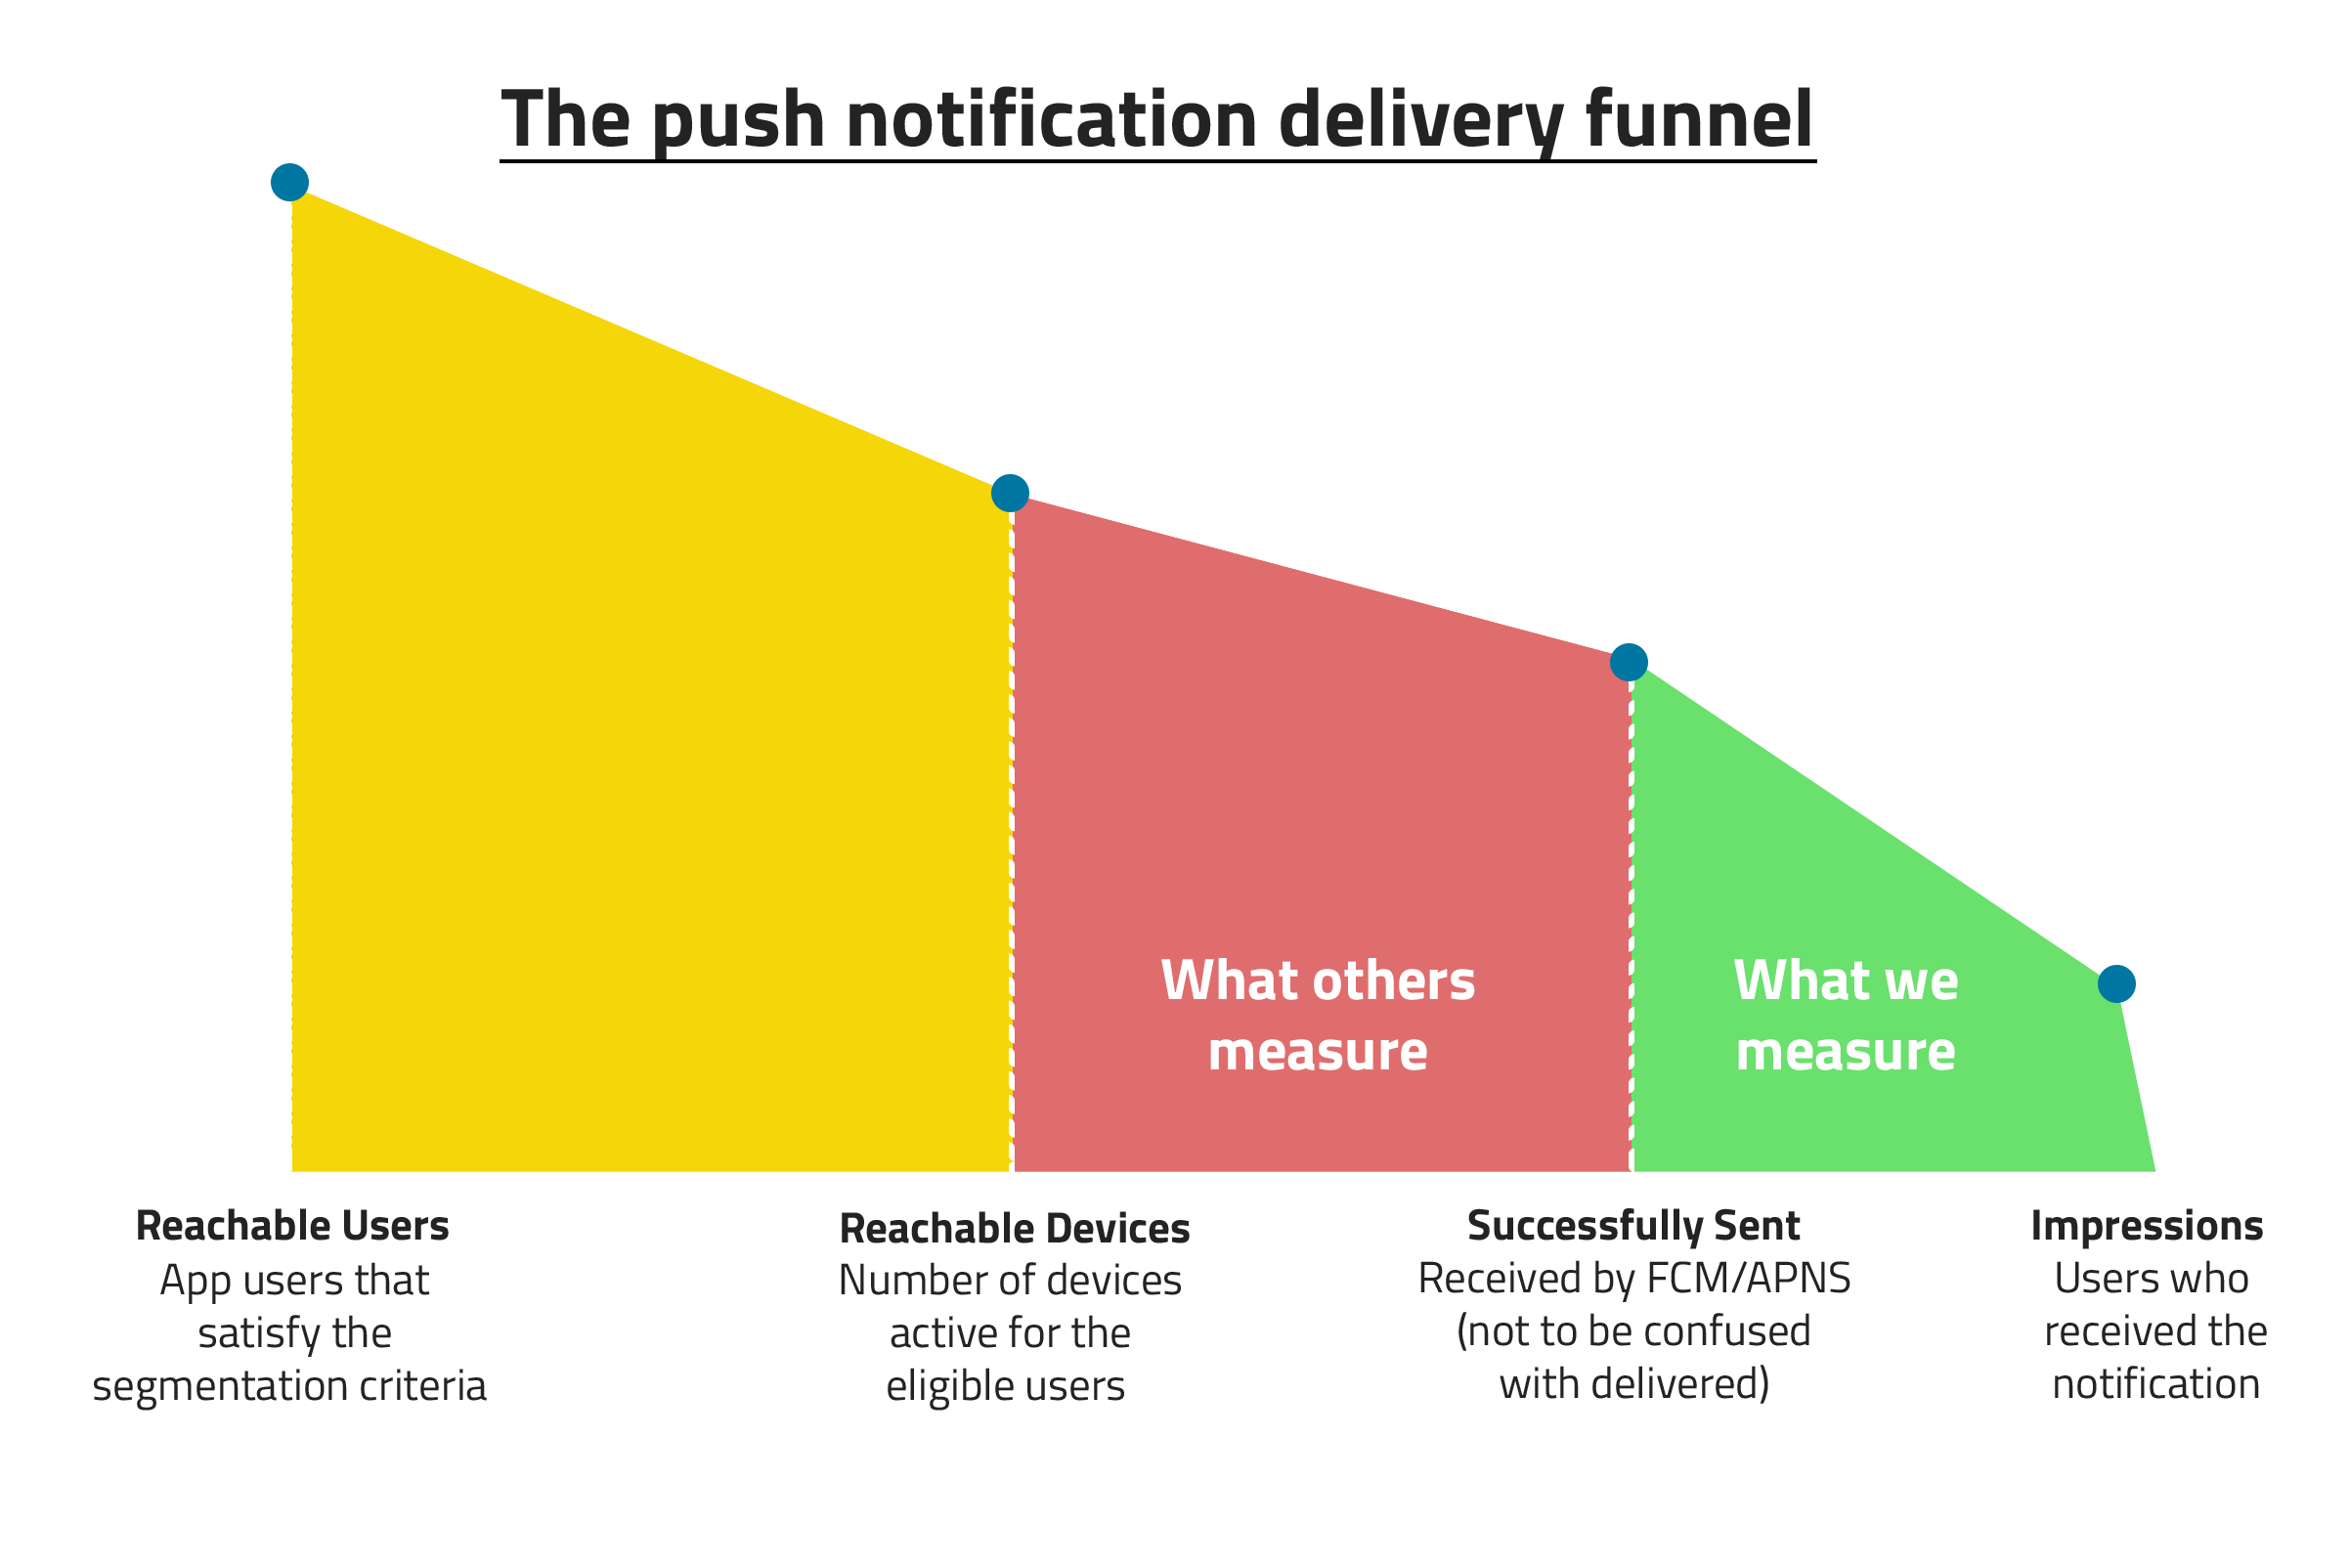 The push notification delivery funnel
What others
measure
What we
measure
Reachable Users
App users that
satisfy the
segmentation criteria
Reachable Devices
Number of devices
active for the
eligible users
Successfully Sent
Received by FCM/APNS
(not to be confused
with delivered)
Impressions
Users who
received the
notification